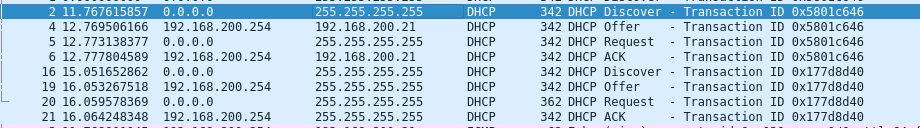 2 11.767615857 0.0.0.0 255.255.255.255 DHCP 342 DHCP Discover - Transaction ID 0x5801c646
4 12.769506166 192.168.200.254 192.168.200.21 DHCP 342 DHCP Offer - Transaction ID 0x5801c646
5 12.773138377 0.0.0.0 255.255.255.255 DHCP 342 DHCP Request - Transaction ID 0x5801c646
6 12.777804589 192.168.200.254 192.168.200.21 DHCP 342 DHCP ACK - Transaction ID 0x5801c646
16 15.051652862 0.0.0.0 255.255.255.255 DHCP 342 DHCP Discover - Transaction ID 0x177d8d40
19 16.053267518 192.168.200.254 255.255.255.255 DHCP 342 DHCP Offer - Transaction ID 0x177d8d40
20 16.059578369 0.0.0.0 255.255.255.255 DHCP 362 DHCP Request - Transaction ID 0x177d8d40
21 16.064248348 192.168.200.254 255.255.255.255 DHCP 342 DHCP ACK - Transaction ID 0x177d8d40